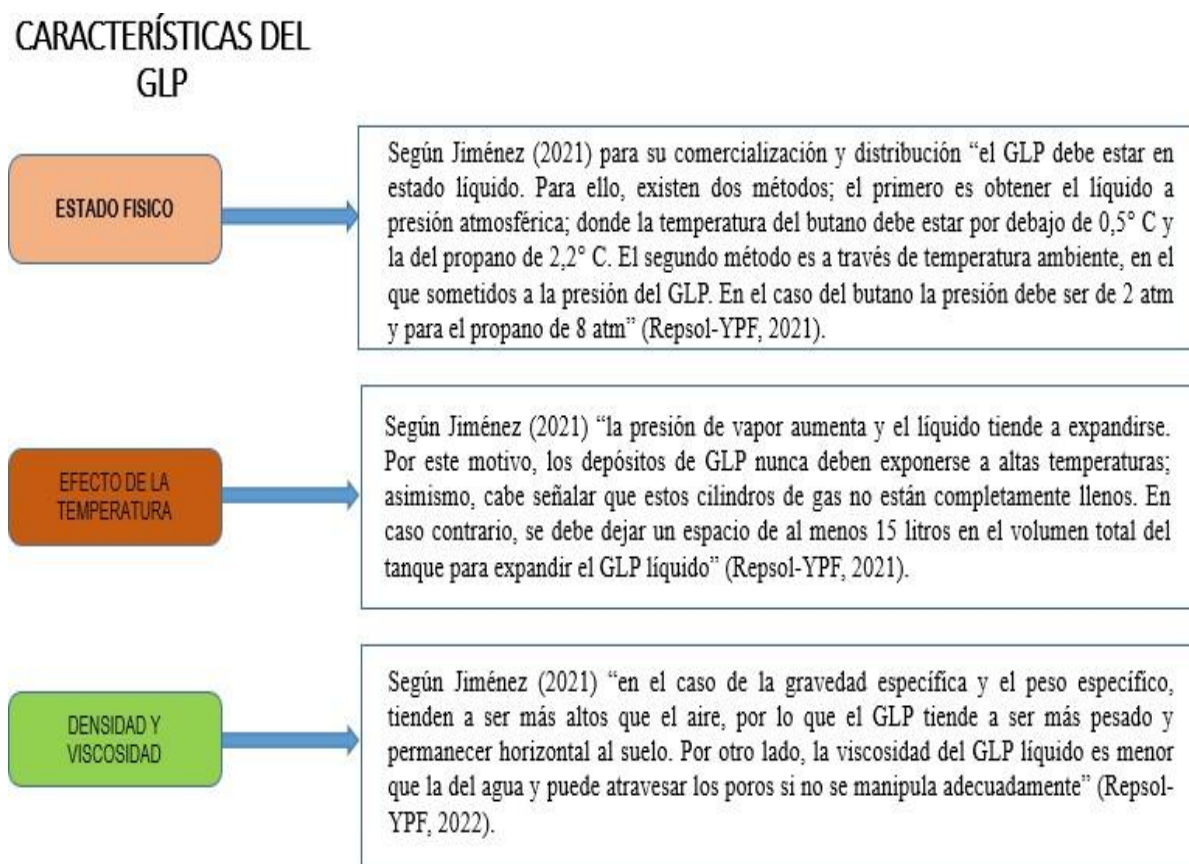 CARACTERÍSTICAS DEL
GLP
ESTADO FISICO
Según Jiménez (2021) para su comercialización y distribución “el GLP debe estar en
estado líquido. Para ello, existen dos métodos; el primero es obtener el líquido a
presión atmosférica; donde la temperatura del butano debe estar por debajo de 0,5° C y
la del propano de 2,2° C. El segundo método es a través de temperatura ambiente, en el
que sometidos a la presión del GLP. En el caso del butano la presión debe ser de 2 atm
y para el propano de 8 atm” (Repsol-YPF, 2021).
EFECTO DE LA
TEMPERATURA
Según Jiménez (2021) “la presión de vapor aumenta y el líquido tiende a expandirse.
Por este motivo, los depósitos de GLP nunca deben exponerse a altas temperaturas;
asimismo, cabe señalar que estos cilindros de gas no están completamente llenos. En
caso contrario, se debe dejar un espacio de al menos 15 litros en el volumen total del
tanque para expandir el GLP líquido” (Repsol-YPF, 2021).
DENSIDAD Y
VISCOSIDAD
Según Jiménez (2021) “en el caso de la gravedad específica y el peso específico,
tienden a ser más altos que el aire, por lo que el GLP tiende a ser más pesado y
permanecer horizontal al suelo. Por otro lado, la viscosidad del GLP líquido es menor
que la del agua y puede atravesar los poros si no se manipula adecuadamente” (Repsol-
YPF, 2022).